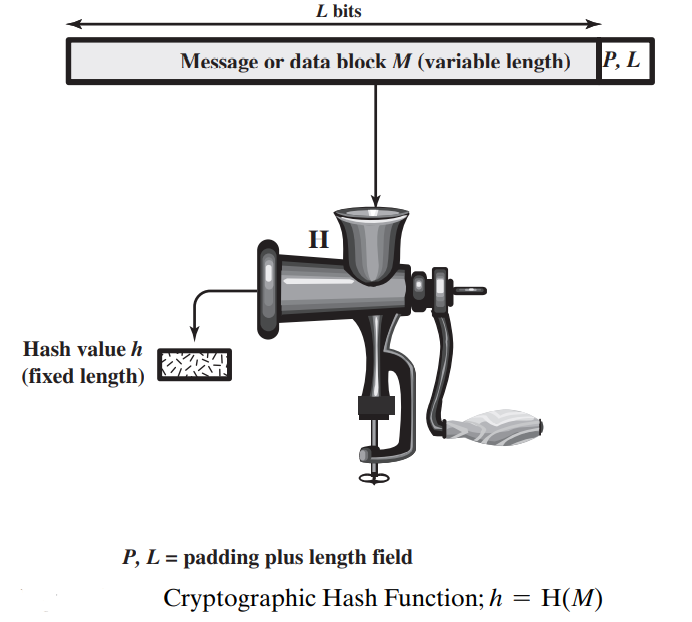 L bits
Message or data block M (variable length) P, L
H
Hash value h
(fixed length)
P, L = padding plus length field
Cryptographic Hash Function; h = H(M)